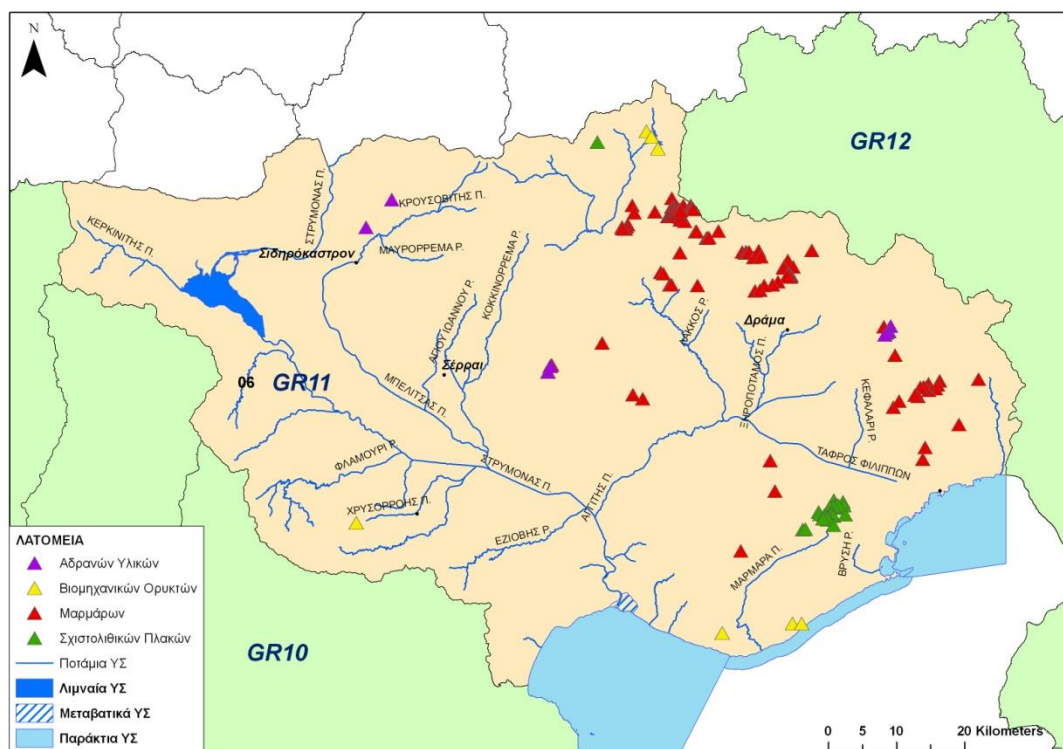 N
GR12
ΚΡΟΥΣΟΒΙΤΗΣ Π.
ΣΤΡΥΜΟΝΑΣ Π.
ΚΕΡΚΙΝΙΤΗΣ Π.
ΜΑΥΡΟΡΡΕΜΑ Ρ.
Σιδηρόκαστρον
ΚΟΚΚΙΝΟΡΡΕΜΑ Ρ.
ΑΓΙΟΥ ΙΩΑΝΝΟΥ Ρ.
ΛΑΚΚΟΣ Ρ.
Δράμα
ΞΗΡΟΠΟΤΑΜΟΣ Π.
Σέρραι
06 GR11
ΜΠΕΛΙΤΣΑΣ Π.
ΚΕΦΑΛΑΡΙ Ρ.
ΦΛΑΜΟΥΡΙ Ρ.
ΣΤΡΥΜΟΝΑΣ Π.
ΤΑΦΡΟΣ ΦΙΛΙΠΠΩΝ
ΑΓΓΙΤΗΣ Π.
ΧΡΥΣΟΡΡΟΗΣ Π.
ΕΖΙΟΒΗΣ Ρ.
ΜΑΡΜΑΡΑ Π.
ΒΡΥΣΗ Ρ.
GR10
ΛΑΤΟΜΕΙΑ
Αδρανών Υλικών
Βιομηχανικών Ορυκτών
Μαρμάρων
Σχιστολιθικών Πλακών
Ποτάμια ΥΣ
Λιμναία ΥΣ
Μεταβατικά ΥΣ
Παράκτια ΥΣ
0 5 10 20 Kilometers